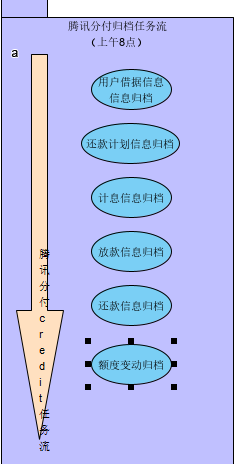 腾讯分付归档任务流
（上午8点）
a
用户借据信息
信息归档
还款计划信息归档
计息信息归档
放款信息归档
还款信息归档
额度变动归档
腾讯分付credit任务流